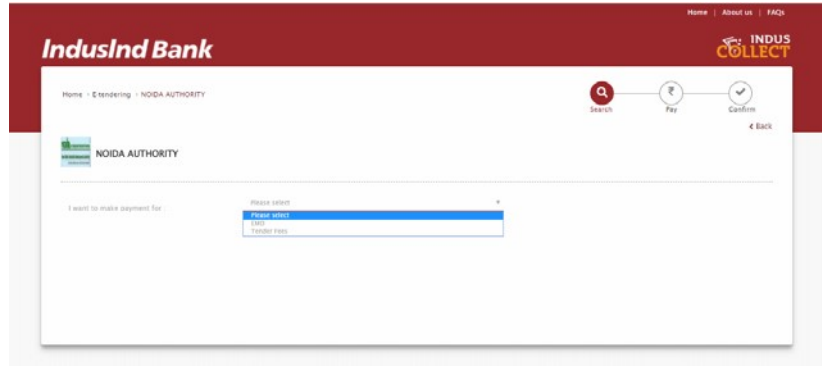 Home | About us | FAQs
IndusInd Bank
INDUS
COLLECT
Home › E-tendering › NOIDA AUTHORITY
Search
Pay
Confirm
‹ Back
NOIDA AUTHORITY
I want to make payment for :
Please select
Please select
EMD
Tender Fees